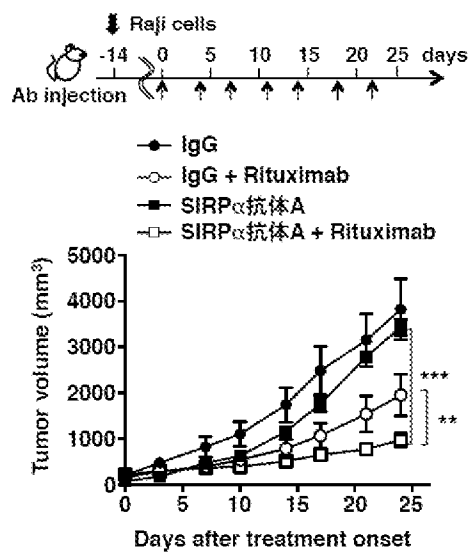 Raji cells
-14 0 5 10 15 20 25 days
Ab injection
IgG
IgG + Rituximab
SIRPα抗体A
SIRPα抗体A + Rituximab
Tumor volume (mm³)
5000
4000
3000
2000
1000
0
***
**
0 5 10 15 20 25
Days after treatment onset